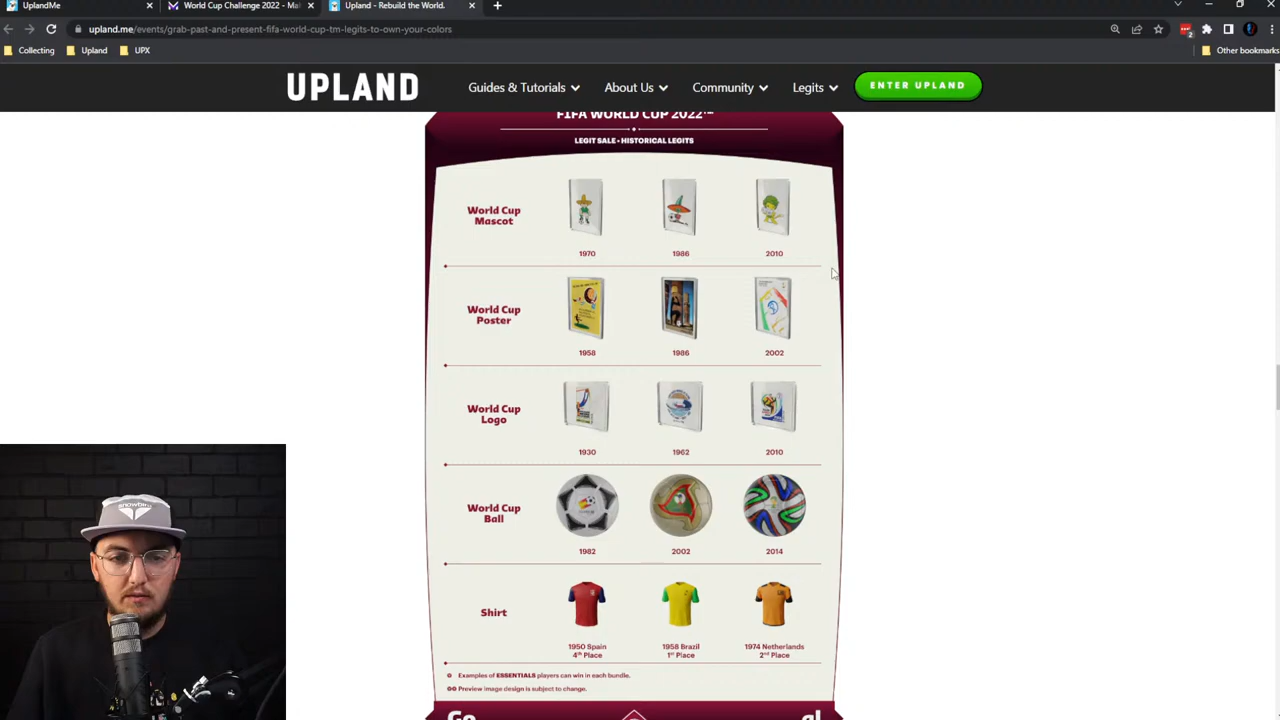 UplandMe
World Cup Challenge 2022 - Ma
Upland - Rebuild the World.
upland.me/events/grab-past-and-present-fifa-world-cup-tm-legits-to-own-your-colors
Collecting
Upland
UPX
Other bookmarks
UPLAND
Guides & Tutorials
About Us
Community
Legits
ENTER UPLAND
FIFA WORLD CUP 2022™
LEGIT SALE • HISTORICAL LEGITS
World Cup
Mascot
1970
1986
2010
World Cup
Poster
1958
1986
2002
World Cup
Logo
1930
1962
2010
World Cup
Ball
1982
2002
2014
Shirt
1950 Spain
4th Place
1958 Brazil
1st Place
1974 Netherlands
2nd Place
Examples of ESSENTIALS players can win in each bundle.
Preview image design is subject to change.
Go
al